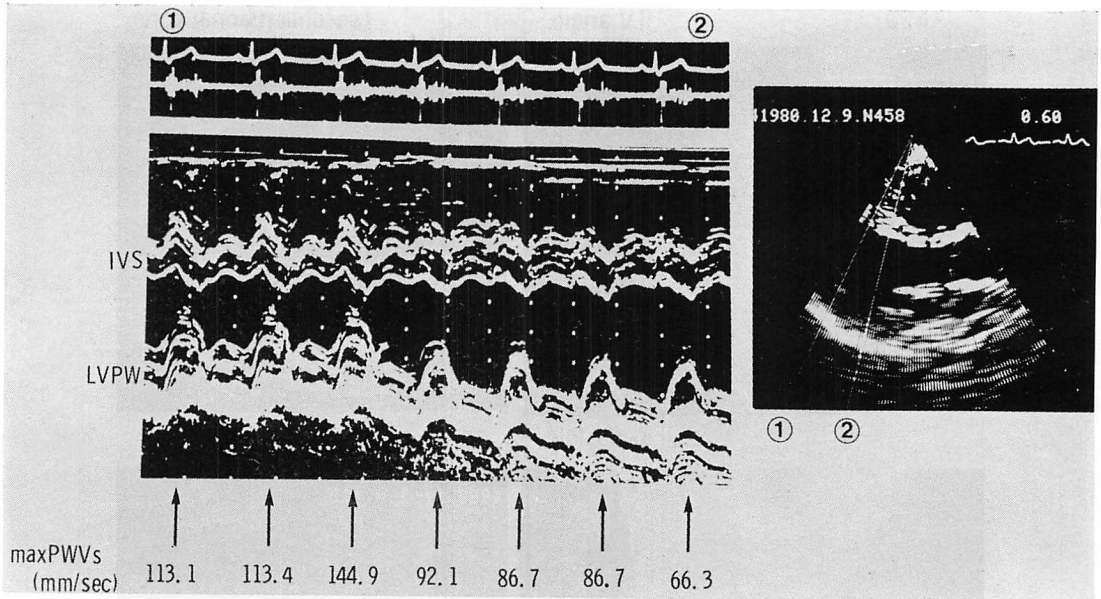 ① ②
1980.12.9.N458 0.60
IVS
LVPW
① ②
maxPWVs
(mm/sec) 113.1 113.4 144.9 92.1 86.7 86.7 66.3